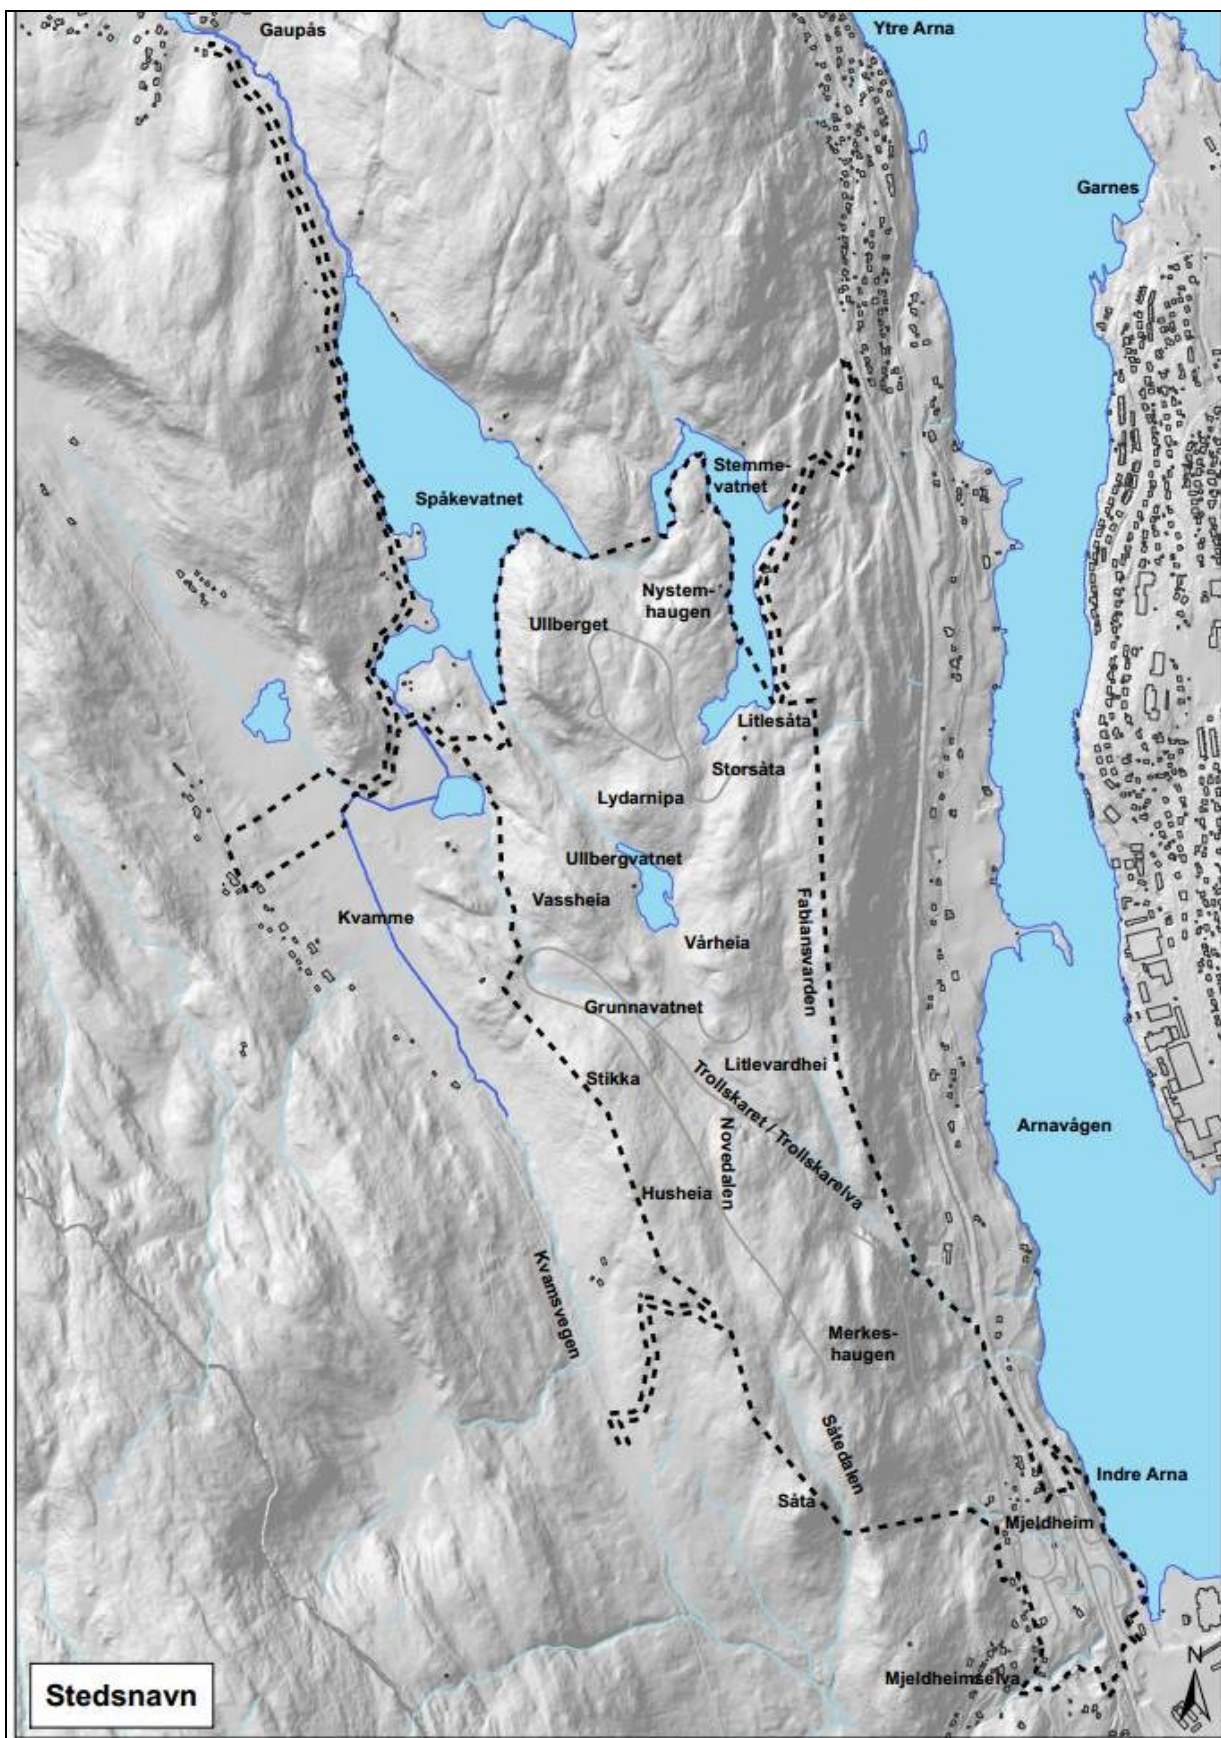 Gaupås
Ytre Arna
Garnes
Stemme-
vatnet
Spåkevatnet
Nystem-
haugen
Ullberget
Litlesåta
Storsåta
Lydarnipa
Ullbergvatnet
Vassheia
Fabiansvarden
Kvamme
Vårheia
Grunnavatnet
Litlevardhei
Stikka
Trollskaret / Trollskarelva
Arnavågen
Novedalen
Husheia
Kvamsvegen
Merkes-
haugen
Såtedalen
Indre Arna
Såta
Mjeldheim
N
Mjeldheimselva
Stedsnavn